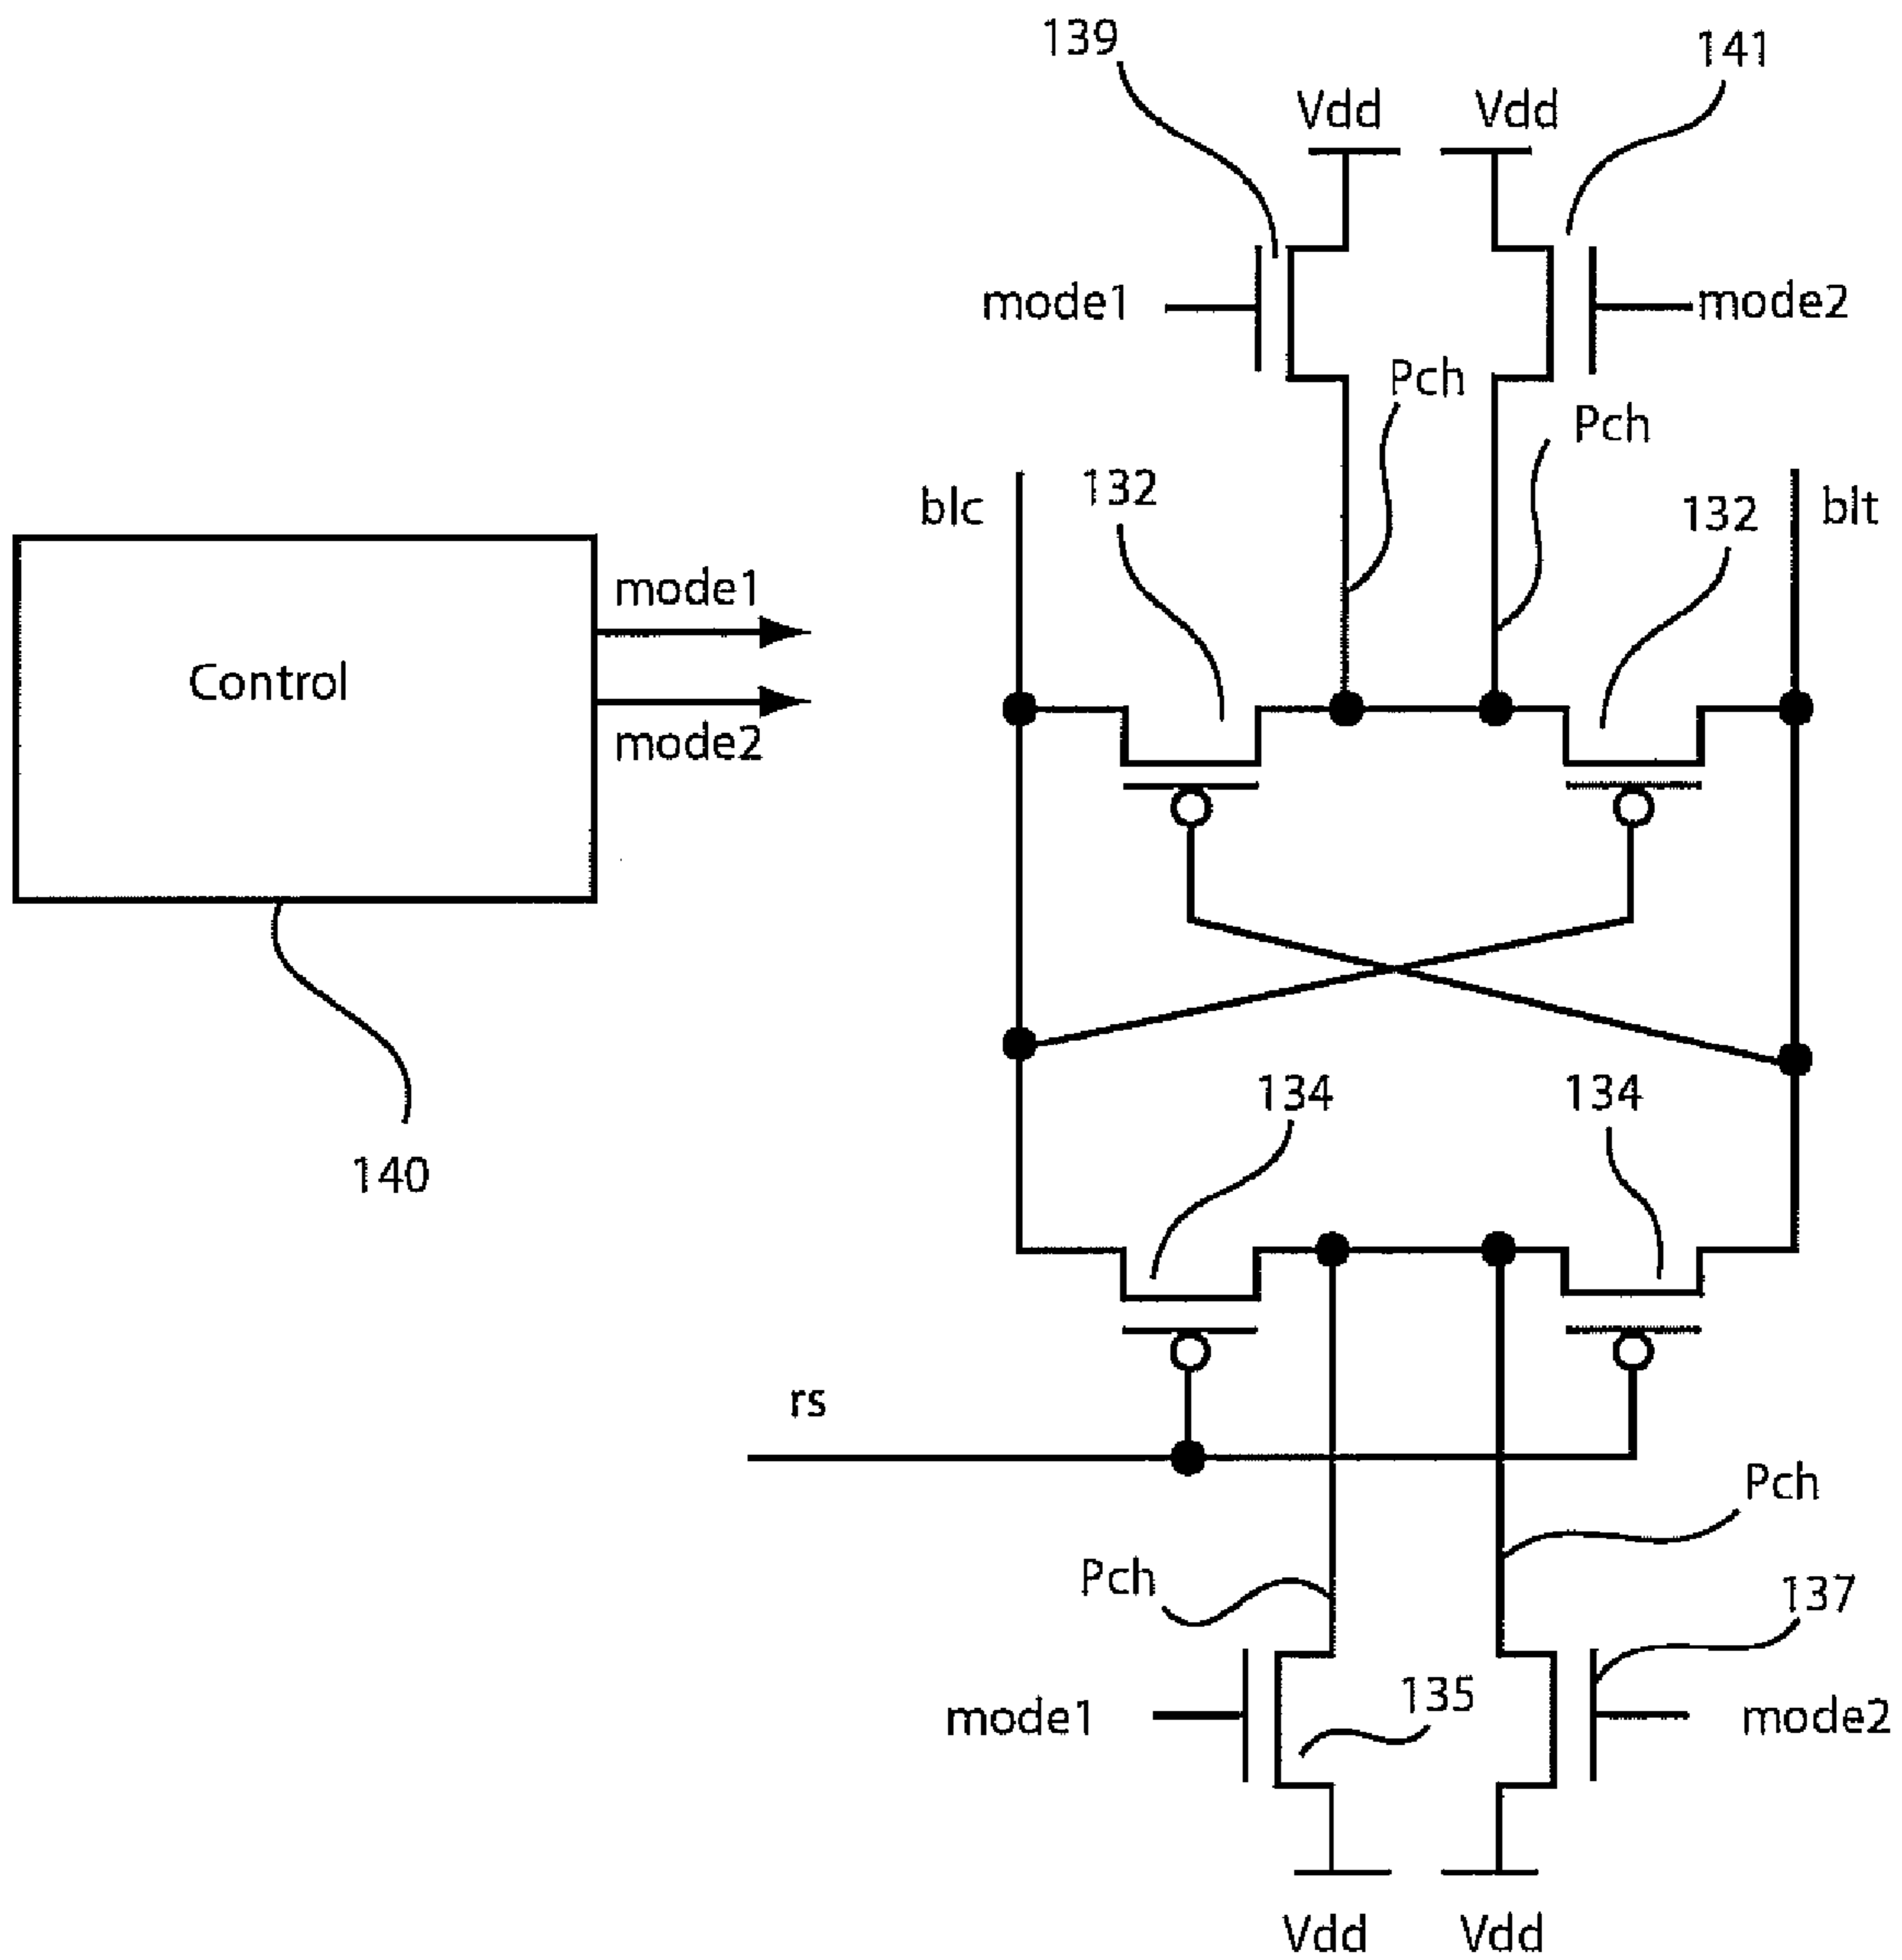 139
141
Vdd
Vdd
mode1
mode2
Pch
Pch
blc
132
132
blt
mode1
Control
mode2
134
134
140
rs
Pch
Pch
137
135
mode1
mode2
Vdd
Vdd